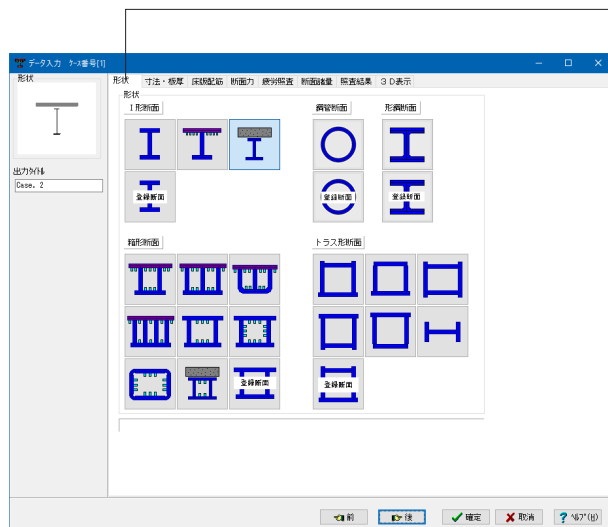 データ入力 ケース番号[1]
形状
出力タイトル
Case. 2
形状 寸法・板厚 床版配筋 断面力 疲労照査 断面諸量 照査結果 3D表示
形状
I形断面
登録断面
鋼管断面
登録断面
形鋼断面
登録断面
箱形断面
登録断面
トラス形断面
登録断面
前 後 確定 取消 ヘルプ(H)